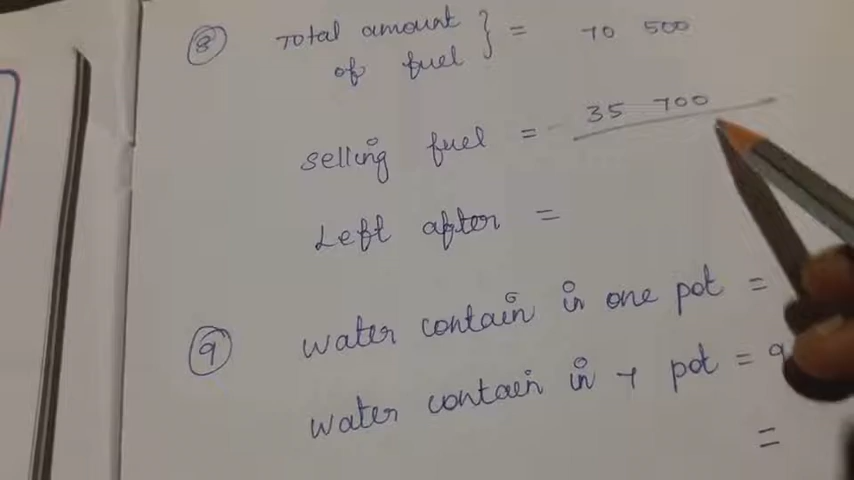 8 Total amount
of fuel } = 70 500
Selling fuel = - 35 700
Left after =
9 water contain in one pot =
water contain in 7 pot = 9
=